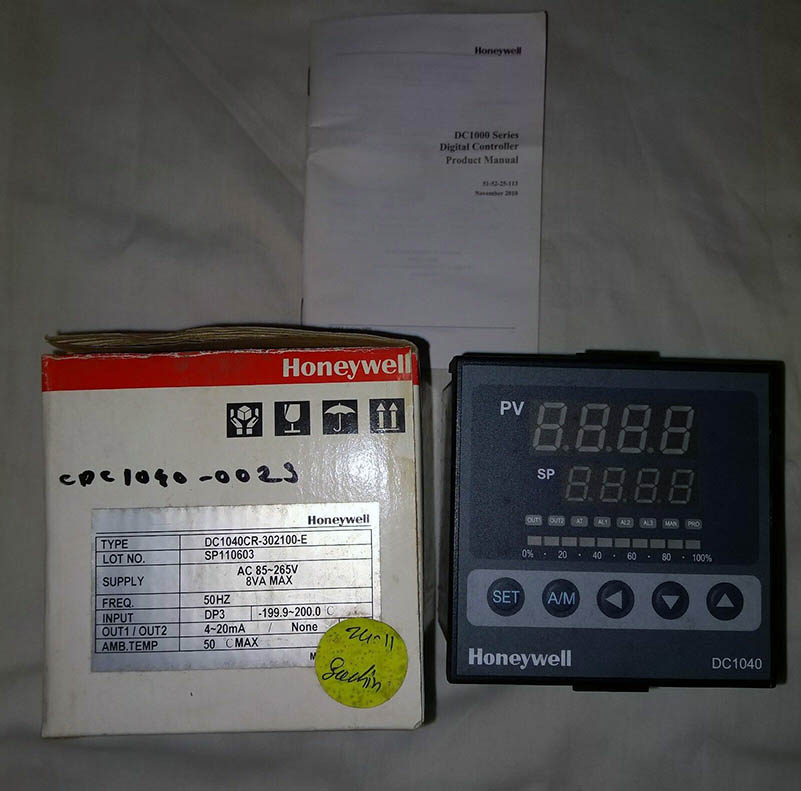 Honeywell
DC1000 Series
Digital Controller
Product Manual
51-52-25-113
November 2010
Honeywell
CDC1040-0029
Honeywell
TYPE DC1040CR-302100-E
LOT NO. SP110603
SUPPLY AC 85~265V
8VA MAX
FREQ. 50HZ
INPUT DP3 -199.9~200.0 C
OUT1 / OUT2 4~20mA / None
AMB.TEMP 50 C MAX
M
Sachin
PV
SP
OUT1 OUT2 AT AL1 AL2 AL3 MAN PRO
0% · 20 · 40 · 60 · 80 · 100%
SET A/M
Honeywell DC1040